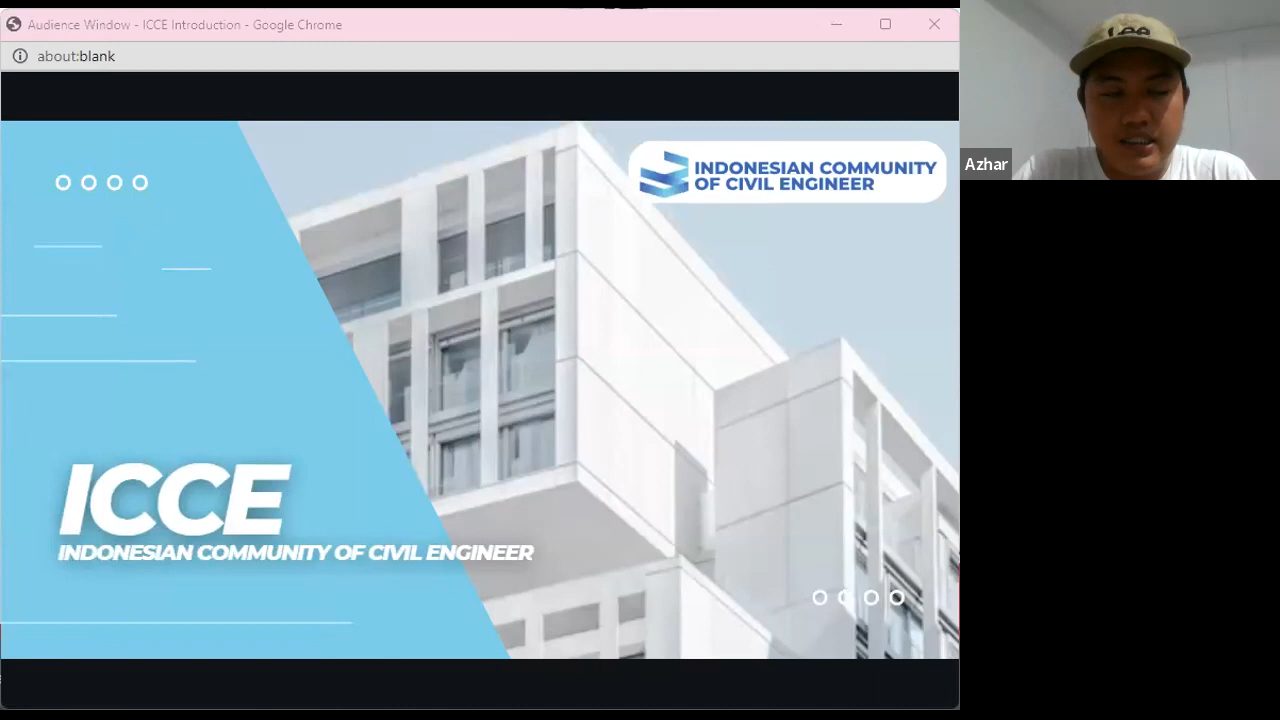 Audience Window - ICCE Introduction - Google Chrome
about:blank
INDONESIAN COMMUNITY
OF CIVIL ENGINEER
ICCE
INDONESIAN COMMUNITY OF CIVIL ENGINEER
Lee
Azhar